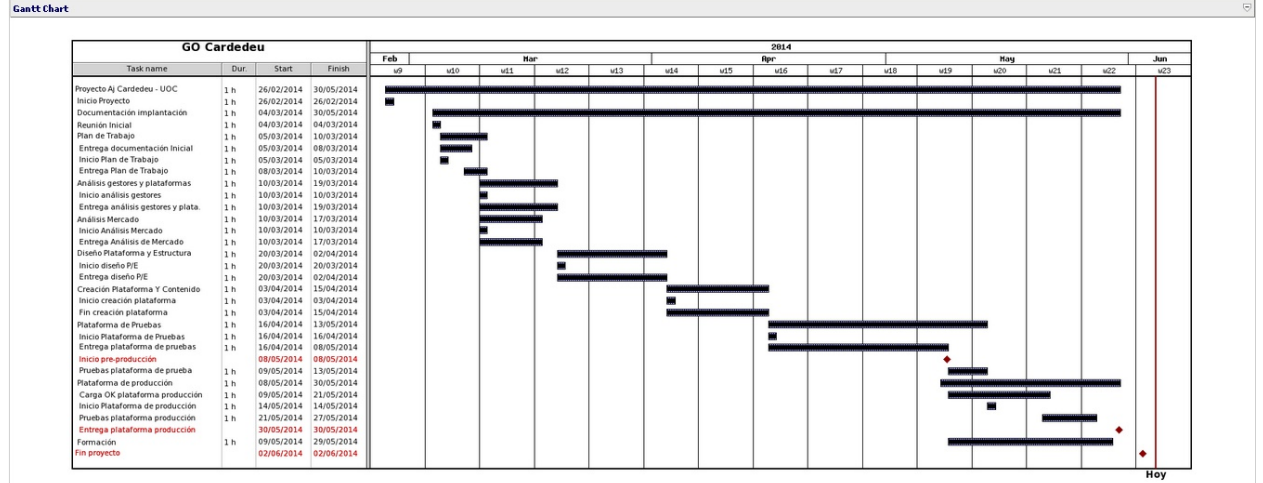 Gantt Chart
GO Cardedeu 2014
Feb Mar Apr May Jun
Task name Dur. Start Finish w9 w10 w11 w12 w13 w14 w15 w16 w17 w18 w19 w20 w21 w22 w23
Proyecto Aj Cardedeu - UOC 1 h 26/02/2014 30/05/2014
Inicio Proyecto 1 h 26/02/2014 26/02/2014
Documentación implantación 1 h 04/03/2014 30/05/2014
Reunión Inicial 1 h 04/03/2014 04/03/2014
Plan de Trabajo 1 h 05/03/2014 10/03/2014
Entrega documentación Inicial 1 h 05/03/2014 08/03/2014
Inicio Plan de Trabajo 1 h 05/03/2014 05/03/2014
Entrega Plan de Trabajo 1 h 08/03/2014 10/03/2014
Análisis gestores y plataformas 1 h 10/03/2014 19/03/2014
Inicio análisis gestores 1 h 10/03/2014 10/03/2014
Entrega análisis gestores y plata. 1 h 10/03/2014 19/03/2014
Análisis Mercado 1 h 10/03/2014 17/03/2014
Inicio Análisis Mercado 1 h 10/03/2014 10/03/2014
Entrega Análisis de Mercado 1 h 10/03/2014 17/03/2014
Diseño Plataforma y Estructura 1 h 20/03/2014 02/04/2014
Inicio diseño P/E 1 h 20/03/2014 20/03/2014
Entrega diseño P/E 1 h 20/03/2014 02/04/2014
Creación Plataforma Y Contenido 1 h 03/04/2014 15/04/2014
Inicio creación plataforma 1 h 03/04/2014 03/04/2014
Fin creación plataforma 1 h 03/04/2014 15/04/2014
Plataforma de Pruebas 1 h 16/04/2014 13/05/2014
Inicio Plataforma de Pruebas 1 h 16/04/2014 16/04/2014
Entrega plataforma de pruebas 1 h 16/04/2014 08/05/2014
Inicio pre-producción 08/05/2014 08/05/2014
Pruebas plataforma de prueba 1 h 09/05/2014 13/05/2014
Plataforma de producción 1 h 08/05/2014 30/05/2014
Carga OK plataforma producción 1 h 09/05/2014 21/05/2014
Inicio Plataforma de producción 1 h 14/05/2014 14/05/2014
Pruebas plataforma producción 1 h 21/05/2014 27/05/2014
Entrega plataforma producción 30/05/2014 30/05/2014
Formación 1 h 09/05/2014 29/05/2014
Fin proyecto 02/06/2014 02/06/2014
Hoy